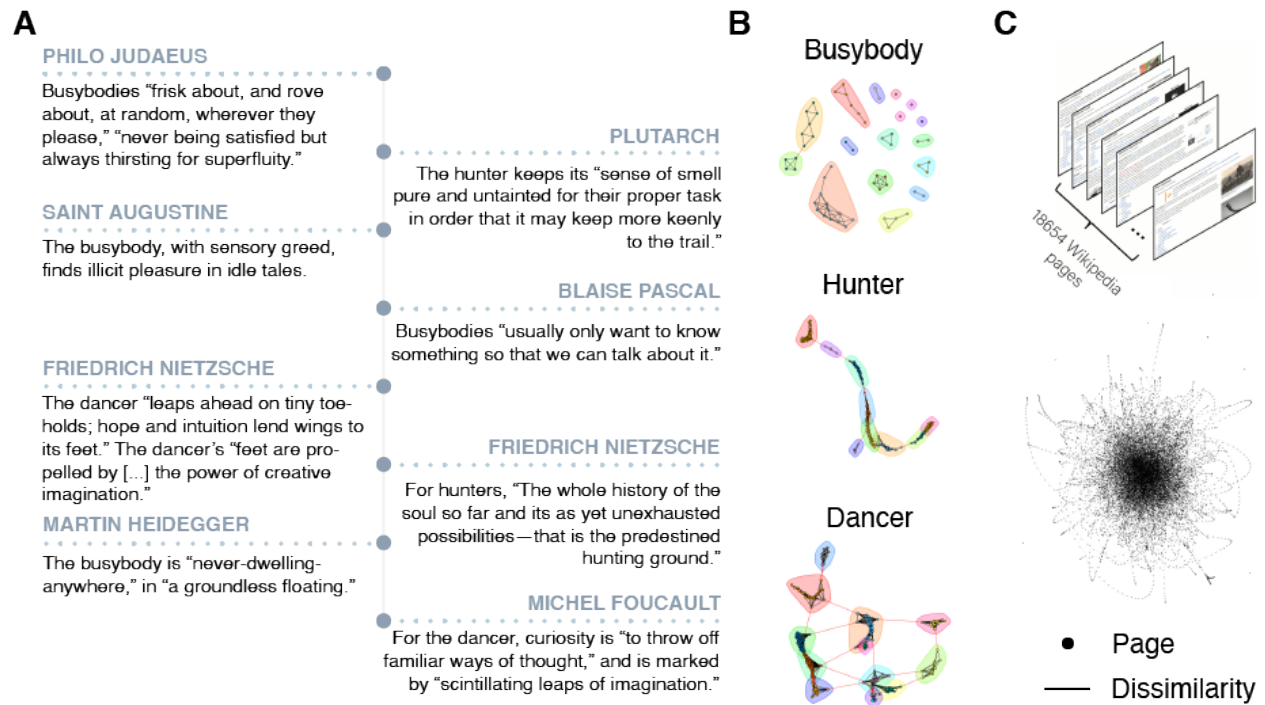 A
PHILO JUDAEUS
Busybodies “frisk about, and rove
about, at random, wherever they
please,” “never being satisfied but
always thirsting for superfluity.”
PLUTARCH
The hunter keeps its “sense of smell
pure and untainted for their proper task
in order that it may keep more keenly
to the trail.”
SAINT AUGUSTINE
The busybody, with sensory greed,
finds illicit pleasure in idle tales.
BLAISE PASCAL
Busybodies “usually only want to know
something so that we can talk about it.”
FRIEDRICH NIETZSCHE
The dancer “leaps ahead on tiny toe-
holds; hope and intuition lend wings to
its feet.” The dancer’s “feet are pro-
pelled by [...] the power of creative
imagination.”
FRIEDRICH NIETZSCHE
For hunters, “The whole history of the
soul so far and its as yet unexhausted
possibilities—that is the predestined
hunting ground.”
MARTIN HEIDEGGER
The busybody is “never-dwelling-
anywhere,” in “a groundless floating.”
MICHEL FOUCAULT
For the dancer, curiosity is “to throw off
familiar ways of thought,” and is marked
by “scintillating leaps of imagination.”
B
Busybody
Hunter
Dancer
C
18654 Wikipedia
pages
...
Page
Dissimilarity